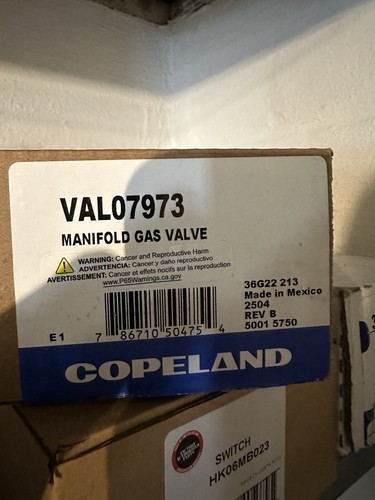 VAL07973
MANIFOLD GAS VALVE
WARNING: Cancer and Reproductive Harm
ADVERTENCIA: Cáncer y daño reproductivo
AVERTISSEMENT: Cancer et effets nocifs sur la reproduction
www.P65Warnings.ca.gov
36G22 213
Made in Mexico
2504
REV B
5001 5750
E1
7 86710 50475 4
COPELAND
SWITCH
HK06MB023